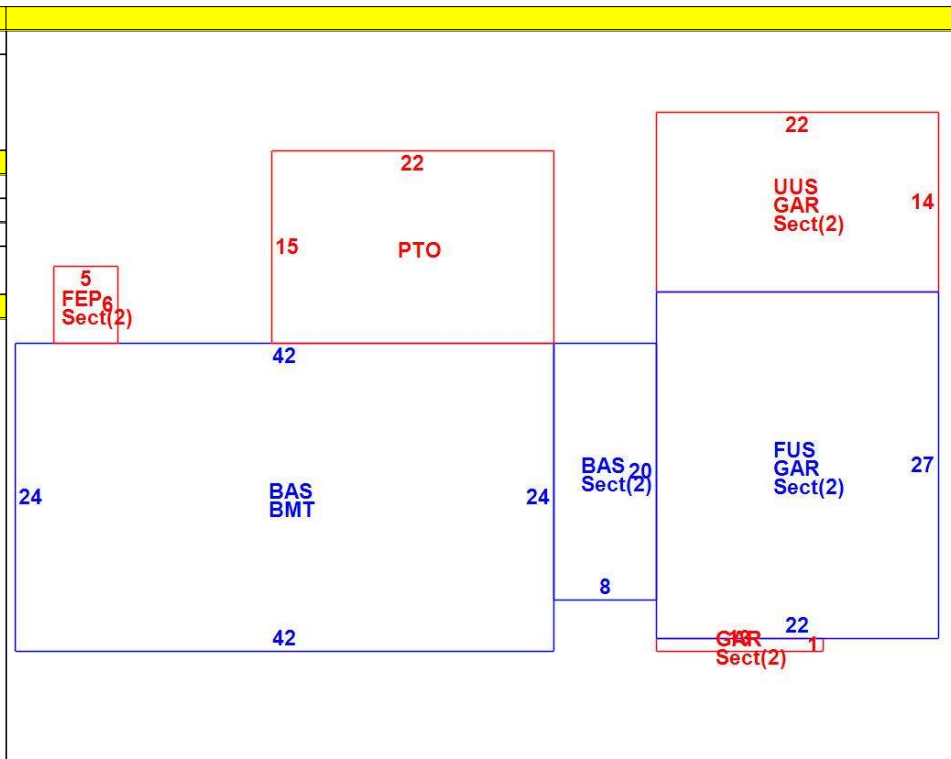 22
UUS
GAR
Sect(2)
14
22
15
PTO
5
FEP 6
Sect(2)
42
24
BAS
BMT
24
BAS 20
Sect(2)
8
FUS
GAR
Sect(2)
27
42
22
GAR
1
Sect(2)